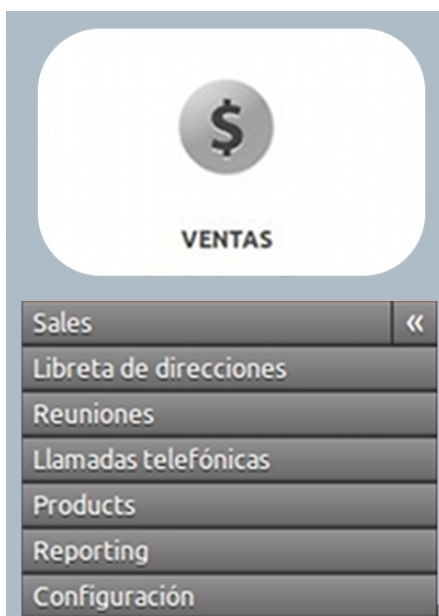 $
VENTAS
Sales «
Libreta de direcciones
Reuniones
Llamadas telefónicas
Products
Reporting
Configuración